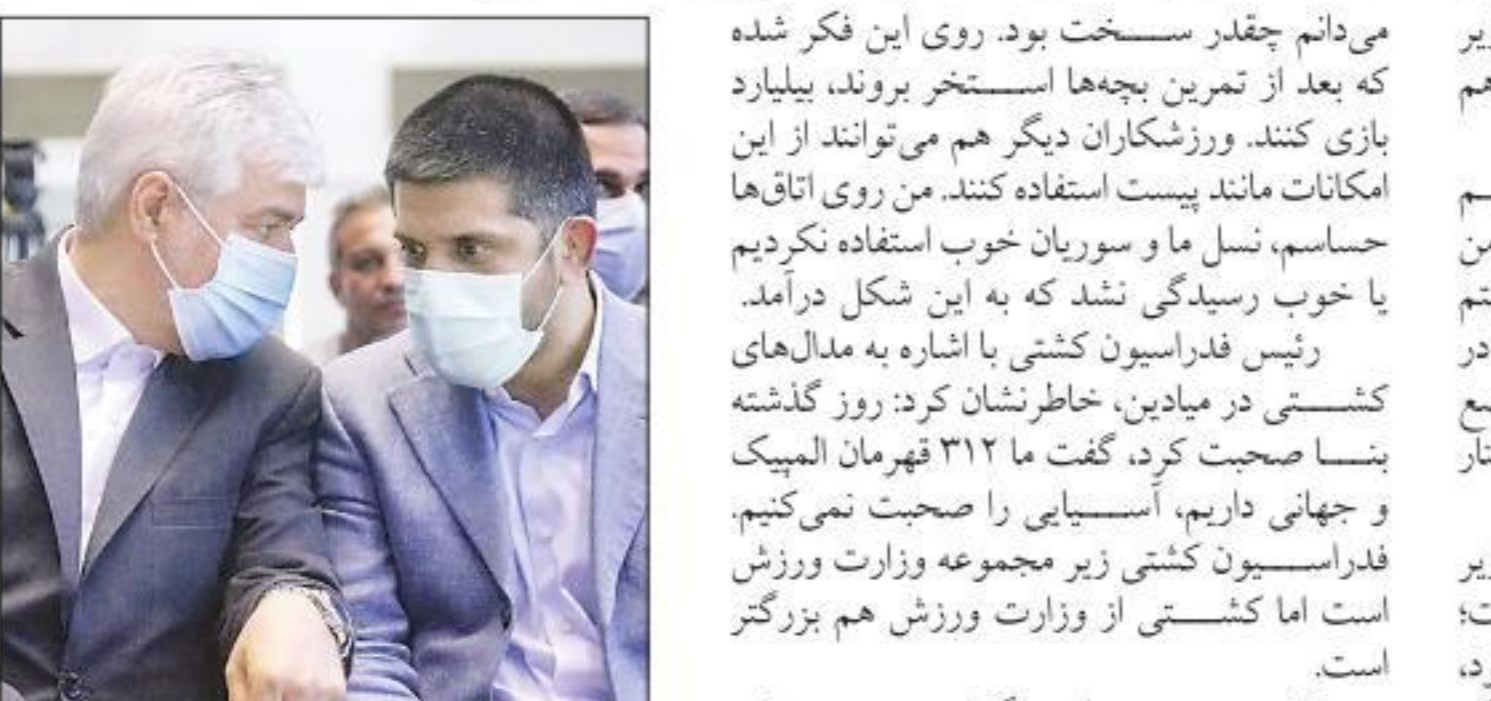 می‌دانم چقدر سخت بود. روی این فکر شده
که بعد از تمرین بچه‌ها استخر بروند، بیلیارد
بازی کنند. ورزشکاران دیگر هم می‌توانند از این
امکانات مانند پیست استفاده کنند. من روی اتاق‌ها
حساسم، نسل ما و سوریان خوب استفاده نکردیم
یا خوب رسیدگی نشد که به این شکل درآمد.
رئیس فدراسیون کشتی با اشاره به مدال‌های
کشتی در میادین، خاطرنشان کرد: روز گذشته
بنا صحبت کرد، گفت ما ۳۱۲ قهرمان المپیک
و جهانی داریم، آسیایی را صحبت نمی‌کنیم.
فدراسیون کشتی زیر مجموعه وزارت ورزش
است اما کشتی از وزارت ورزش هم بزرگتر
است.